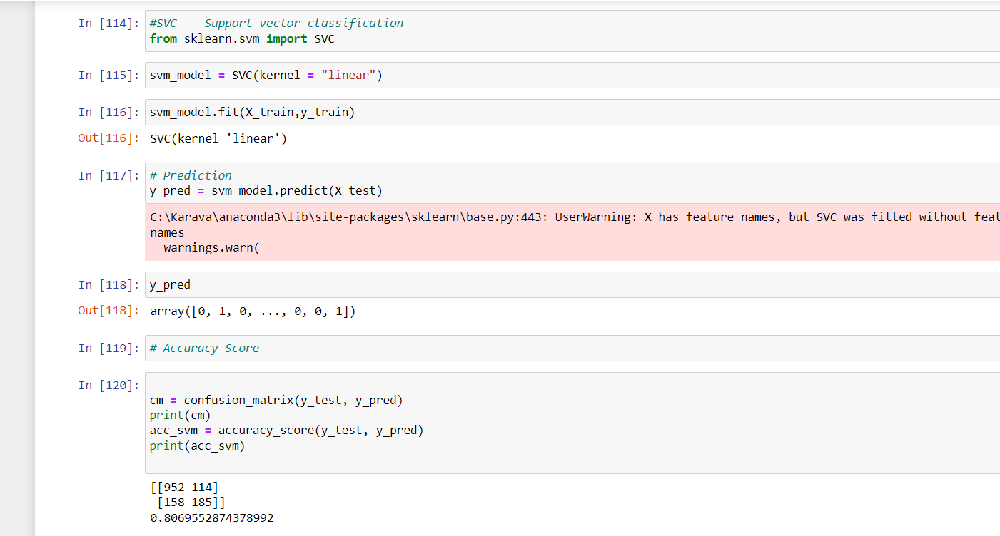 In [114]: #SVC -- Support vector classification
from sklearn.svm import SVC
In [115]: svm_model = SVC(kernel = "linear")
In [116]: svm_model.fit(X_train,y_train)
Out[116]: SVC(kernel='linear')
In [117]: # Prediction
y_pred = svm_model.predict(X_test)
C:\Karava\anaconda3\lib\site-packages\sklearn\base.py:443: UserWarning: X has feature names, but SVC was fitted without feat
names
warnings.warn(
In [118]: y_pred
Out[118]: array([0, 1, 0, ..., 0, 0, 1])
In [119]: # Accuracy Score
In [120]:
cm = confusion_matrix(y_test, y_pred)
print(cm)
acc_svm = accuracy_score(y_test, y_pred)
print(acc_svm)
[[952 114]
[158 185]]
0.8069552874378992